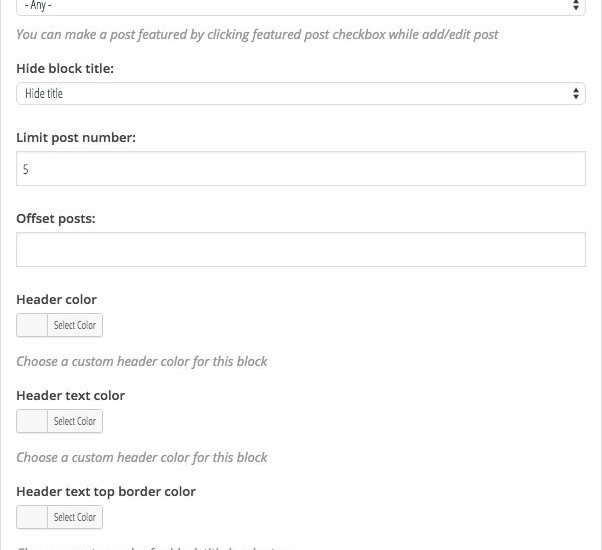 - Any -
You can make a post featured by clicking featured post checkbox while add/edit post
Hide block title:
Hide title
Limit post number:
5
Offset posts:
Header color
Select Color
Choose a custom header color for this block
Header text color
Select Color
Choose a custom header color for this block
Header text top border color
Select Color